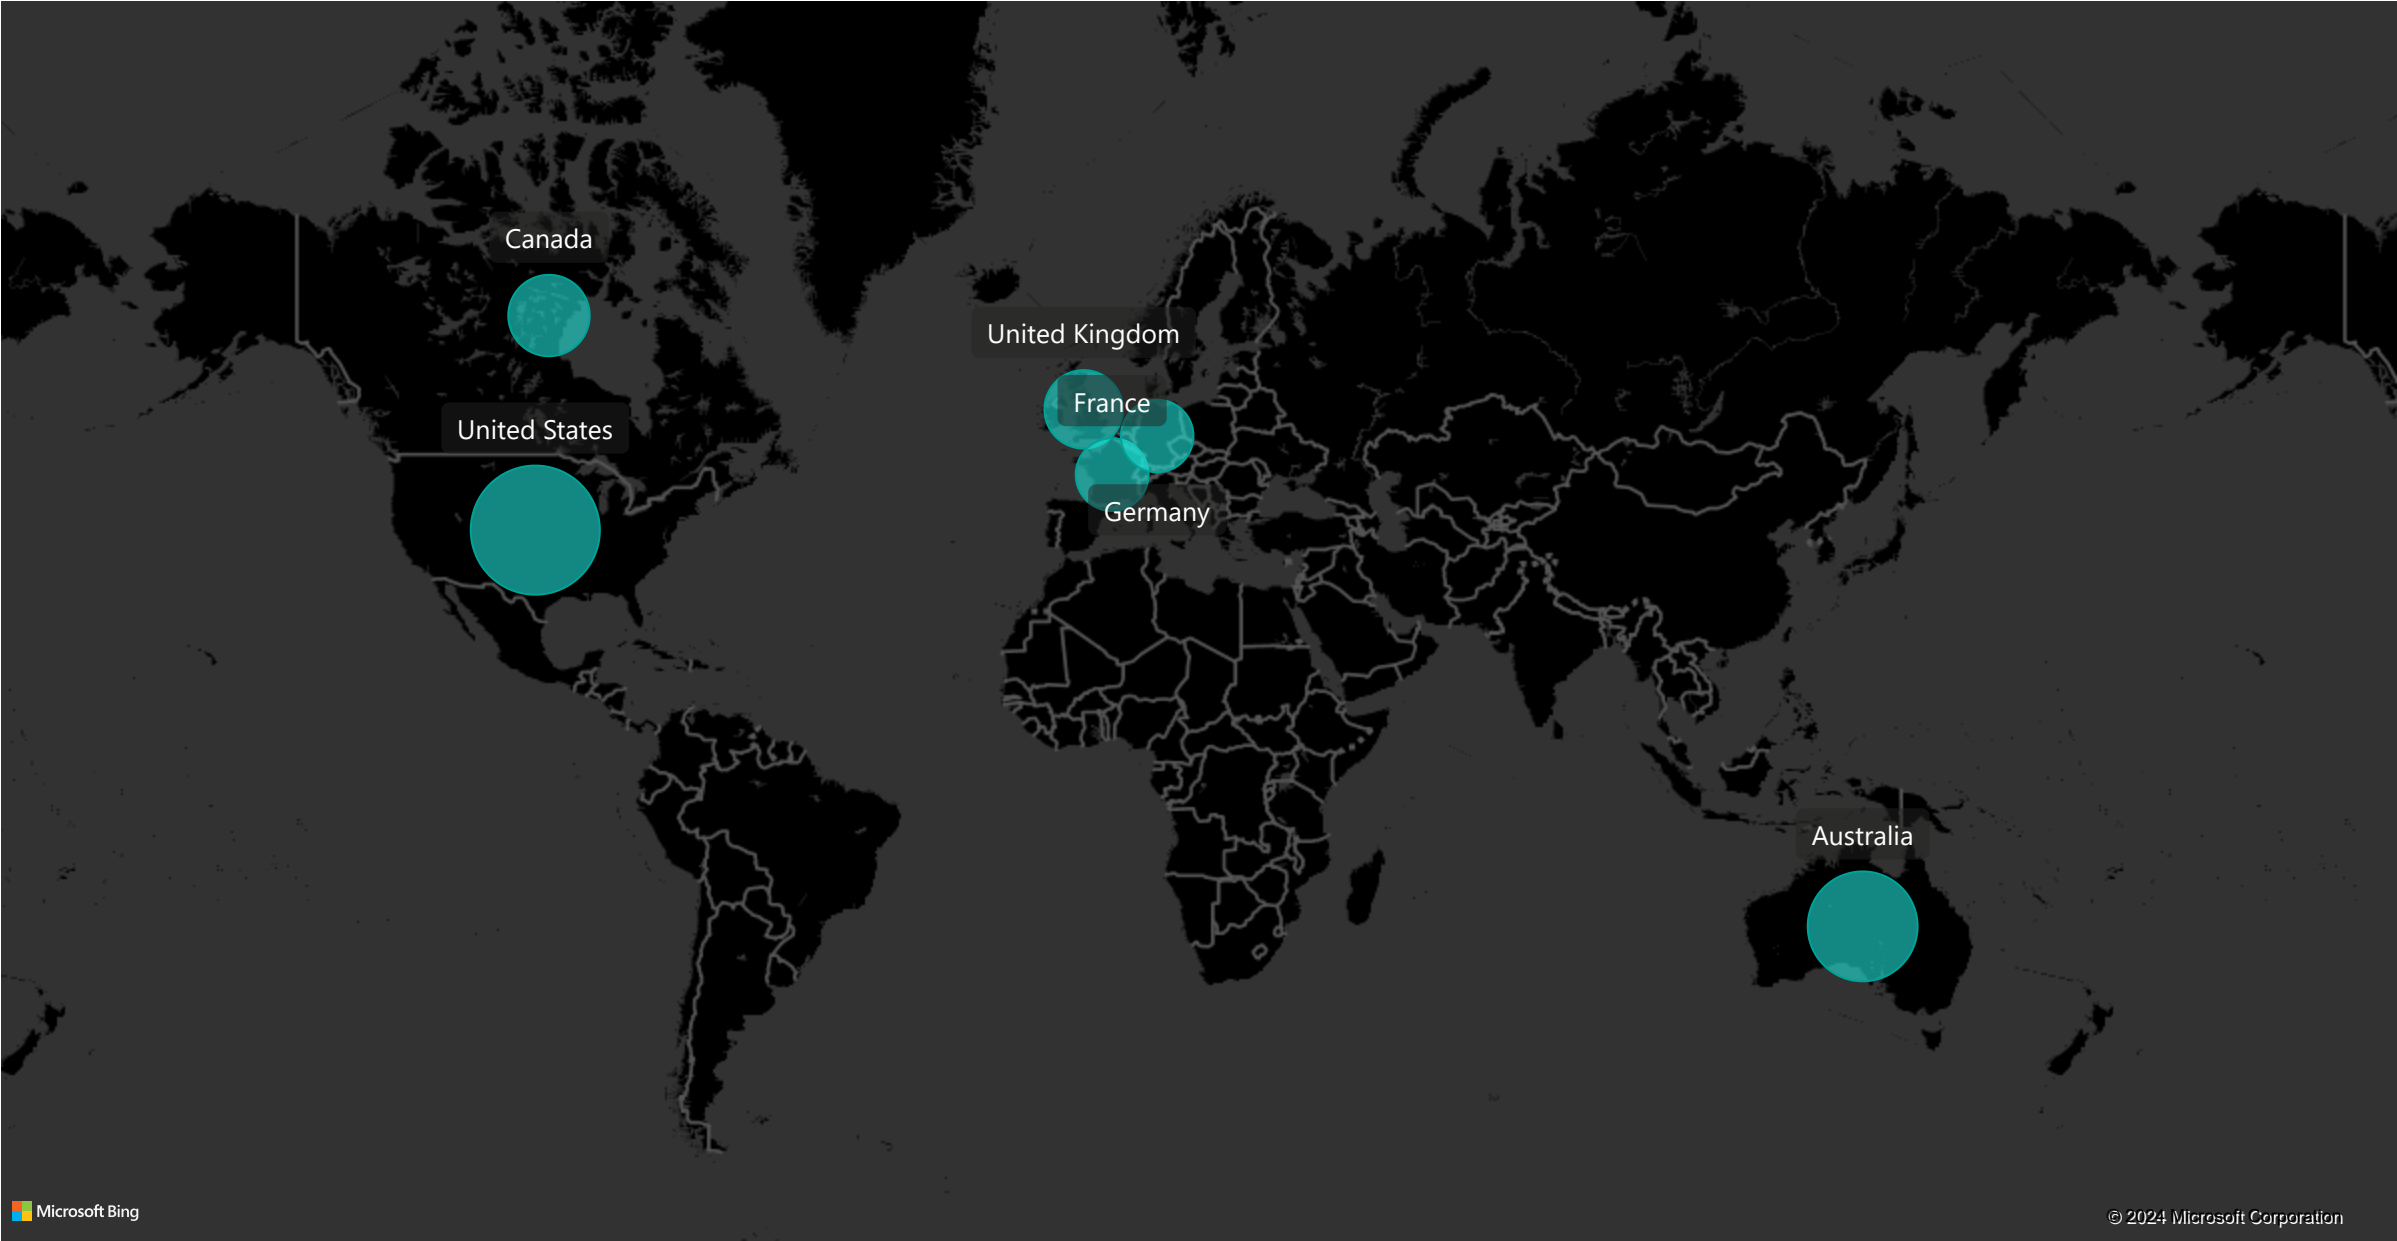 Canada
United Kingdom
France
United States
Germany
Australia
Microsoft Bing
© 2024 Microsoft Corporation